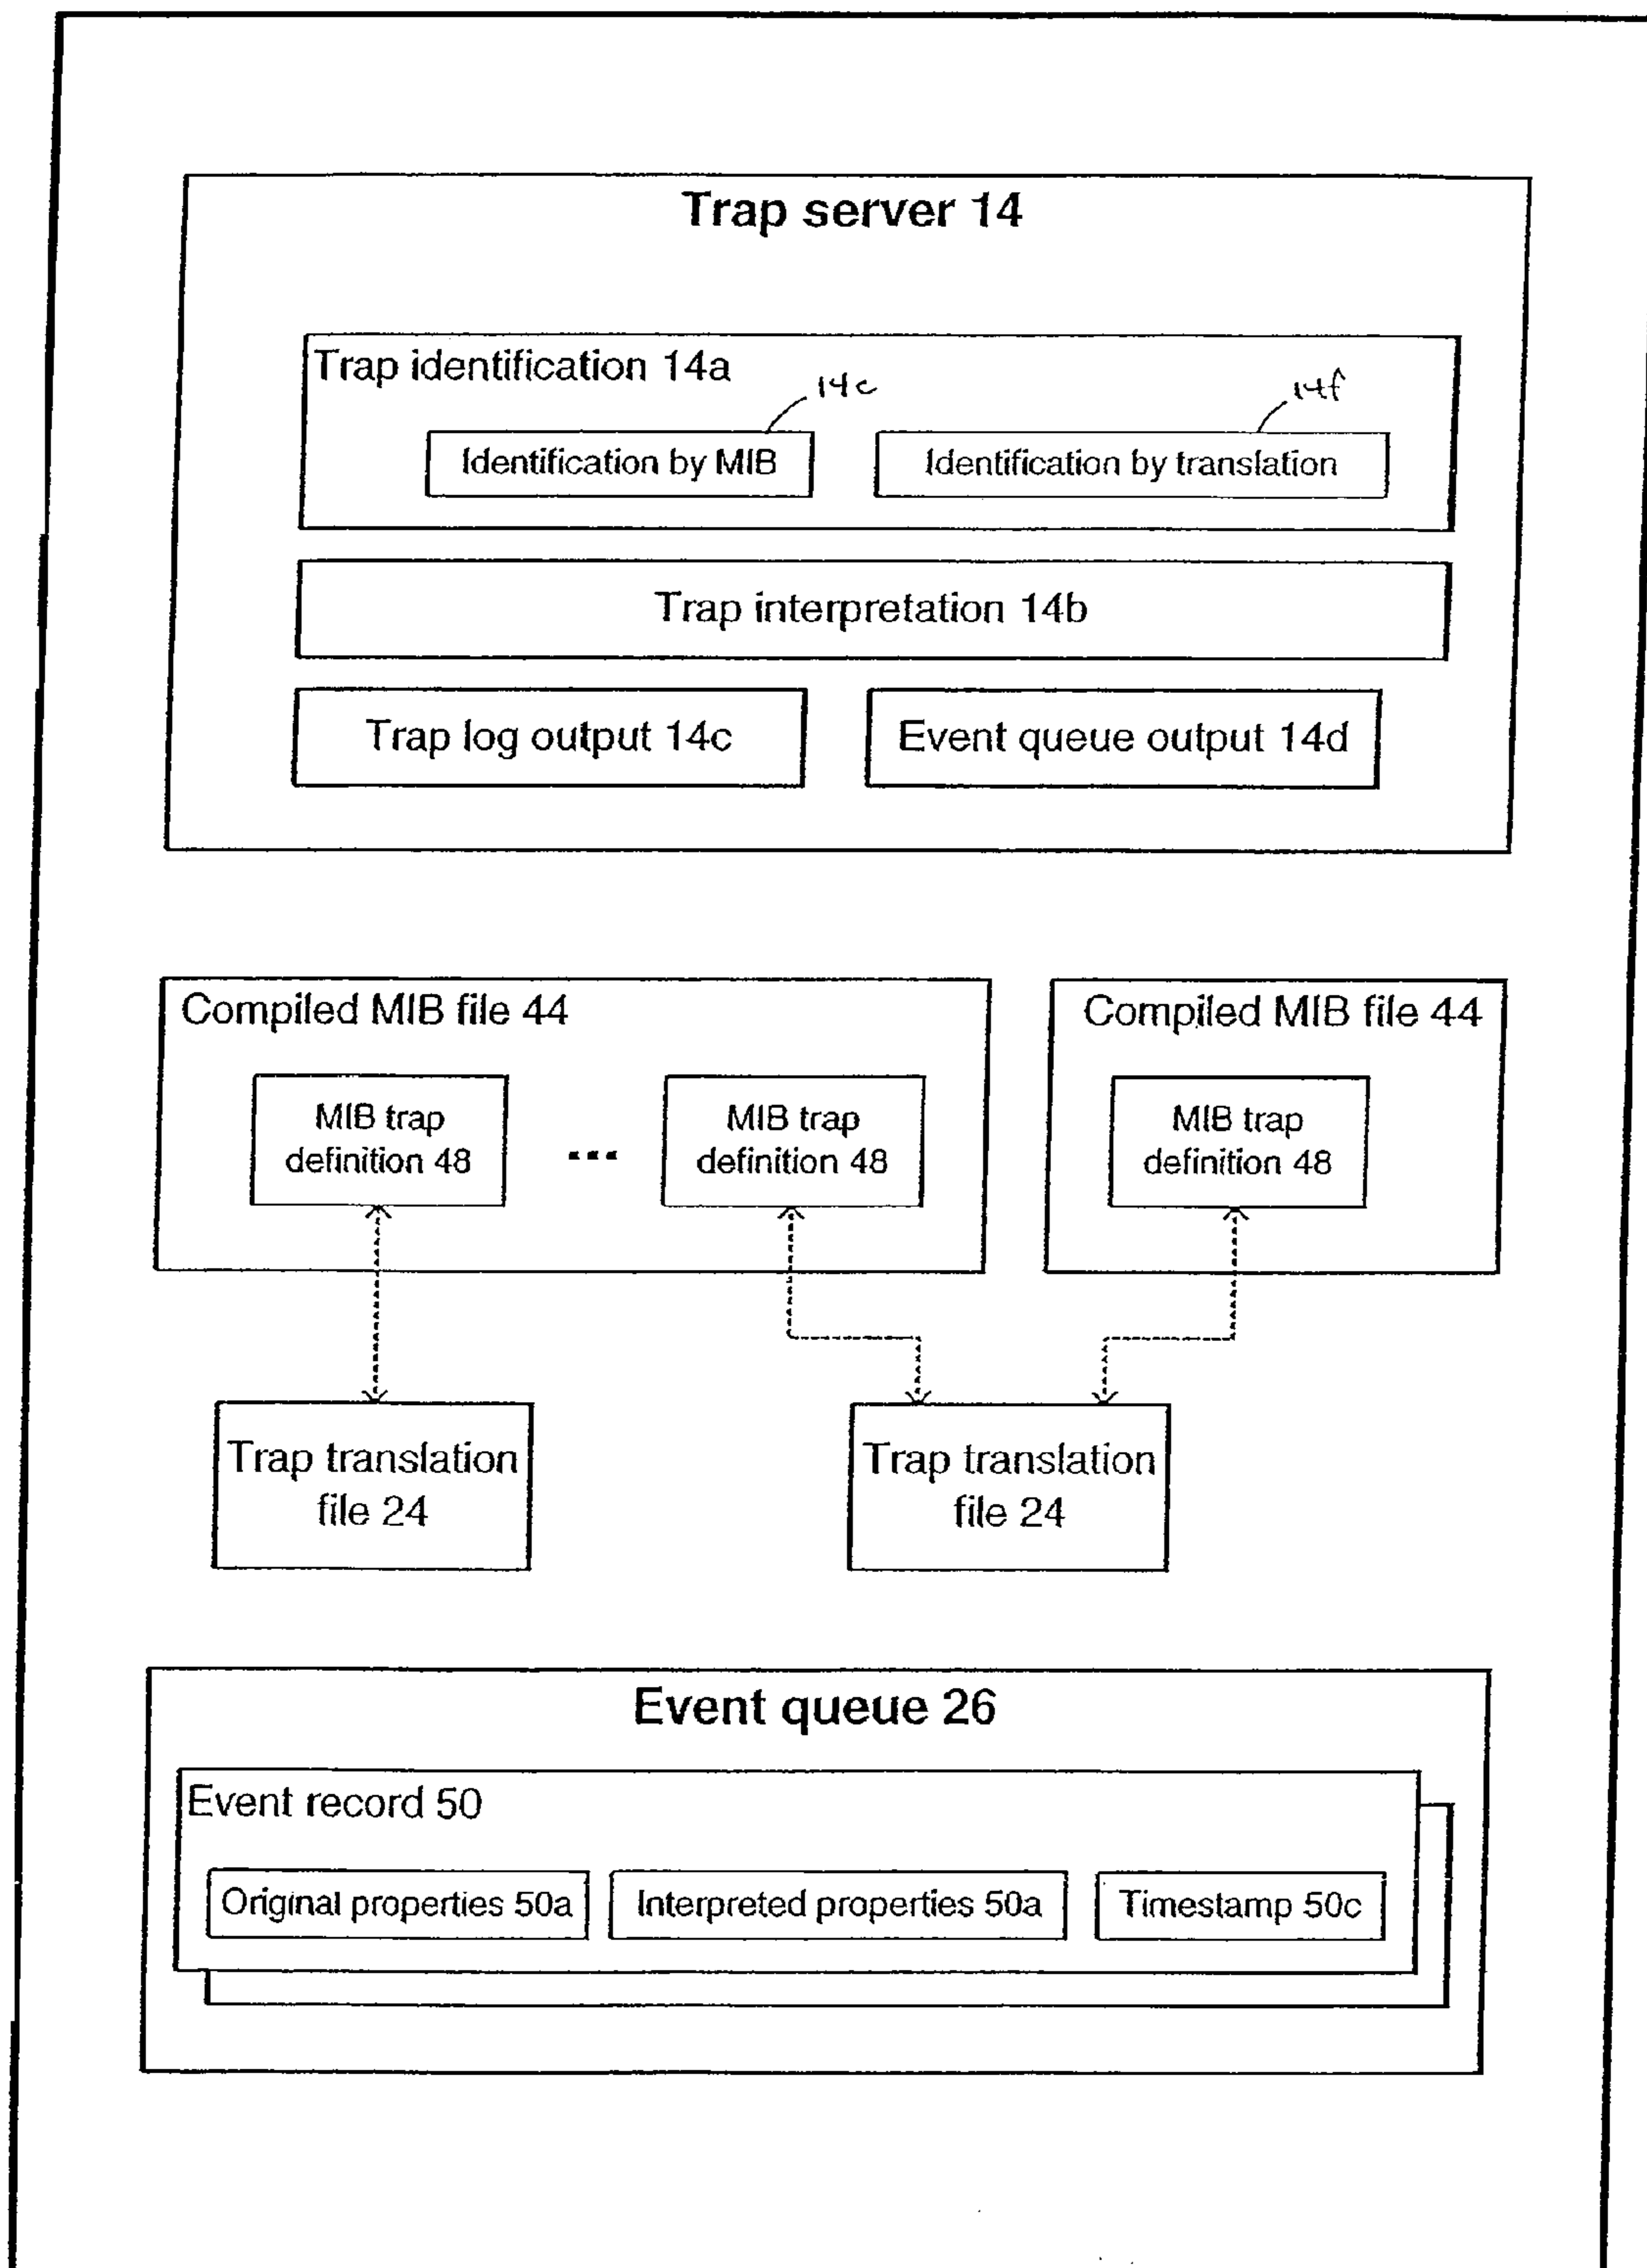 Trap server 14
Trap identification 14a
14e
14f
Identification by MIB
Identification by translation
Trap interpretation 14b
Trap log output 14c
Event queue output 14d
Compiled MIB file 44
Compiled MIB file 44
MIB trap
definition 48
...
MIB trap
definition 48
MIB trap
definition 48
Trap translation
file 24
Trap translation
file 24
Event queue 26
Event record 50
Original properties 50a
Interpreted properties 50a
Timestamp 50c